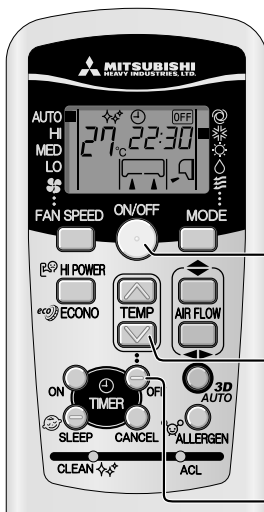 MITSUBISHI
HEAVY INDUSTRIES, LTD.
AUTO
HI
MED
LO
27°C 22:30 OFF
FAN SPEED ON/OFF MODE
HI POWER
eco ECONO
TEMP
AIR FLOW
ON TIMER OFF
3D AUTO
SLEEP CANCEL ALLERGEN
CLEAN ACL